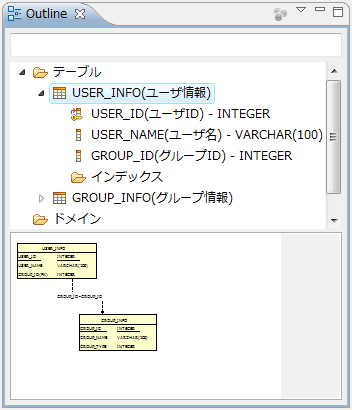 Outline
テーブル
USER_INFO(ユーザ情報)
USER_ID(ユーザID) - INTEGER
USER_NAME(ユーザ名) - VARCHAR(100)
GROUP_ID(グループID) - INTEGER
インデックス
GROUP_INFO(グループ情報)
ドメイン
USER_INFO
USER_ID INTEGER
USER_NAME VARCHAR(100)
GROUP_ID(FK) INTEGER
GROUP_ID=GROUP_ID
GROUP_INFO
GROUP_ID INTEGER
GROUP_NAME VARCHAR(100)
GROUP_TYPE INTEGER